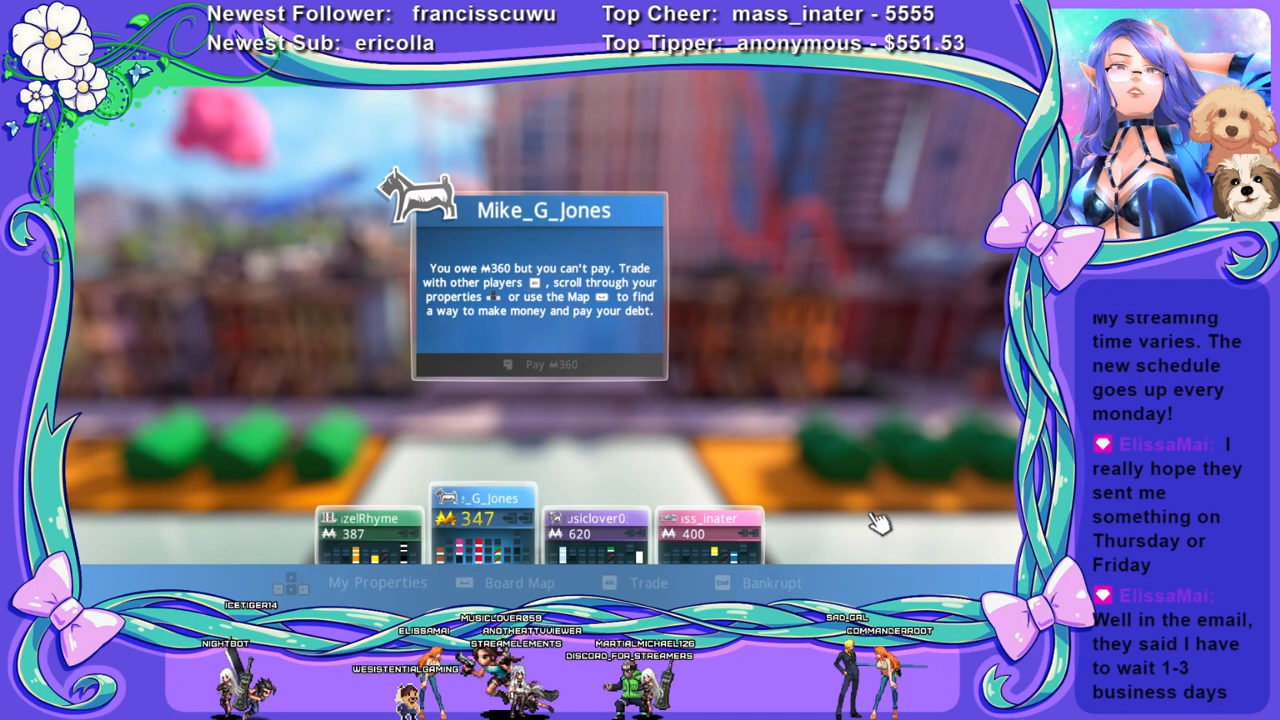 Newest Follower: francisscuwu
Top Cheer: mass_inater - 5555
Newest Sub: ericolla
Top Tipper: anonymous - $551.53
Mike_G_Jones
You owe ₩360 but you can't pay. Trade
with other players Alt , scroll through your
properties or use the Map to find
a way to make money and pay your debt.
Pay ₩360
zelRhyme
387
_G_Jones
347
usiclover0
620
ss_inater
400
My Properties
Board Map
Alt Trade
End Bankrupt
My streaming
time varies. The
new schedule
goes up every
monday!
ElissaMai: I
really hope they
sent me
something on
Thursday or
Friday
ElissaMai:
Well in the email,
they said I have
to wait 1-3
business days
ICETIGER14
NIGHTBOT
MUSICLOVER059
ELISSAMAI
ANOTHERTTVVIEWER
STREAMELEMENTS
WESISTENTIALGAMING
MARTIALMICHAEL126
DISCORD_FOR_STREAMERS
SAD_GRL
COMMANDERROOT